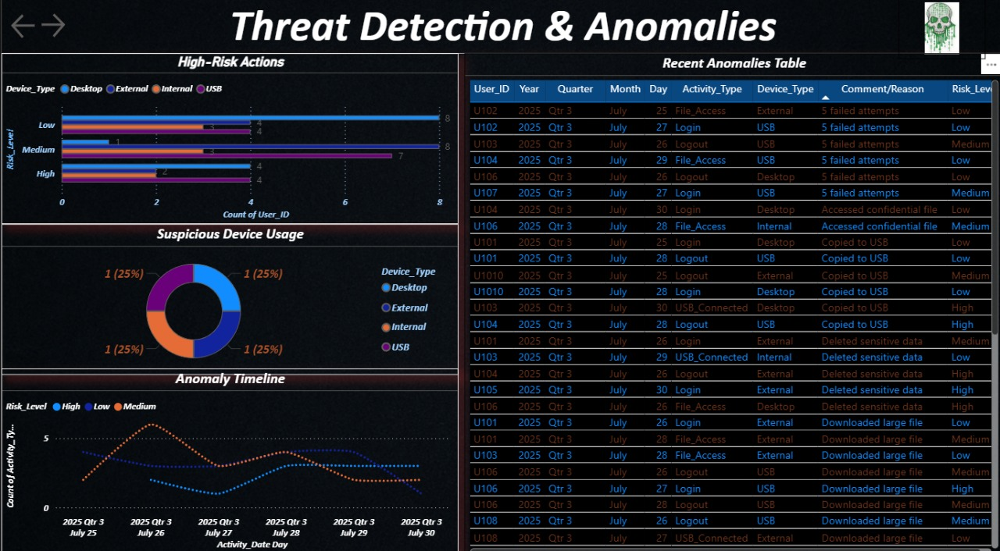 Threat Detection & Anomalies
High-Risk Actions
Device_Type Desktop External Internal USB
Risk_Level
Low
8
4
3
4
Medium
1
8
3
7
High
4
2
4
0 2 4 6 8
Count of User_ID
Suspicious Device Usage
1 (25%) 1 (25%)
1 (25%) 1 (25%)
Device_Type
Desktop
External
Internal
USB
Anomaly Timeline
Risk_Level High Low Medium
Count of Activity_Ty...
5
0
2025 Qtr 3 2025 Qtr 3 2025 Qtr 3 2025 Qtr 3 2025 Qtr 3 2025 Qtr 3
July 25 July 26 July 27 July 28 July 29 July 30
Activity_Date Day
Recent Anomalies Table
User_ID Year Quarter Month Day Activity_Type Device_Type Comment/Reason Risk_Leve
U102 2025 Qtr 3 July 25 File_Access External 5 failed attempts Low
U102 2025 Qtr 3 July 27 Login USB 5 failed attempts Low
U103 2025 Qtr 3 July 26 Logout USB 5 failed attempts Medium
U104 2025 Qtr 3 July 29 File_Access USB 5 failed attempts Low
U106 2025 Qtr 3 July 26 Logout Desktop 5 failed attempts Low
U107 2025 Qtr 3 July 27 Login USB 5 failed attempts Medium
U104 2025 Qtr 3 July 30 Login Desktop Accessed confidential file Low
U106 2025 Qtr 3 July 28 File_Access Internal Accessed confidential file Medium
U101 2025 Qtr 3 July 25 Login Desktop Copied to USB Low
U101 2025 Qtr 3 July 28 Logout USB Copied to USB Low
U1010 2025 Qtr 3 July 25 Logout External Copied to USB Medium
U1010 2025 Qtr 3 July 28 Login Desktop Copied to USB Low
U103 2025 Qtr 3 July 30 USB_Connected Desktop Copied to USB High
U104 2025 Qtr 3 July 28 Logout USB Copied to USB High
U101 2025 Qtr 3 July 26 Login External Deleted sensitive data Medium
U103 2025 Qtr 3 July 29 USB_Connected Internal Deleted sensitive data Low
U104 2025 Qtr 3 July 26 Logout External Deleted sensitive data High
U105 2025 Qtr 3 July 30 Login External Deleted sensitive data High
U106 2025 Qtr 3 July 26 File_Access Desktop Deleted sensitive data High
U101 2025 Qtr 3 July 26 Login External Downloaded large file Low
U101 2025 Qtr 3 July 28 File_Access External Downloaded large file Medium
U103 2025 Qtr 3 July 28 File_Access External Downloaded large file Low
U106 2025 Qtr 3 July 26 Logout USB Downloaded large file Medium
U106 2025 Qtr 3 July 27 Login USB Downloaded large file High
U106 2025 Qtr 3 July 28 Logout USB Downloaded large file Medium
U108 2025 Qtr 3 July 26 Logout USB Downloaded large file Medium
U108 2025 Qtr 3 July 27 USB_Connected External Downloaded large file Low